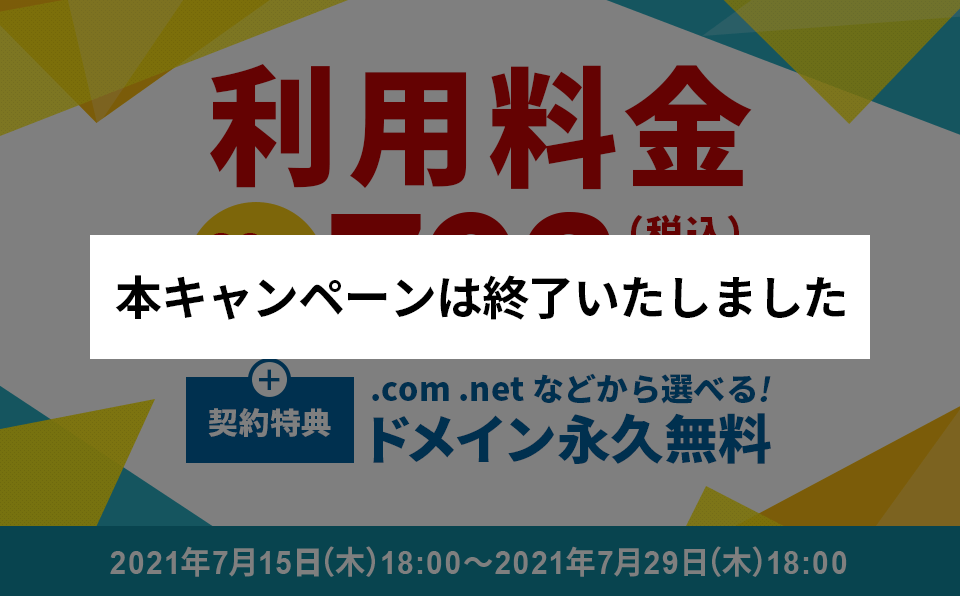 利用料金
(税込)
本キャンペーンは終了いたしました
契約特典
.com .net などから選べる!
ドメイン永久無料
2021年7月15日(木)18:00〜2021年7月29日(木)18:00